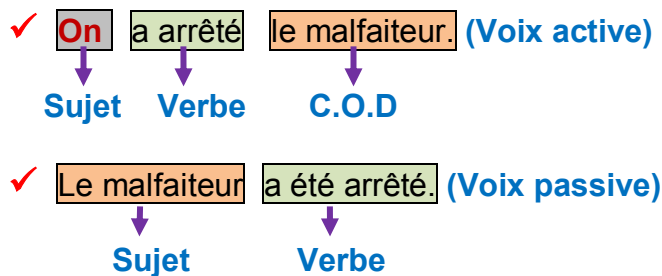 ✓ On a arrêté le malfaiteur. (Voix active)
Sujet Verbe C.O.D
✓ Le malfaiteur a été arrêté. (Voix passive)
Sujet Verbe